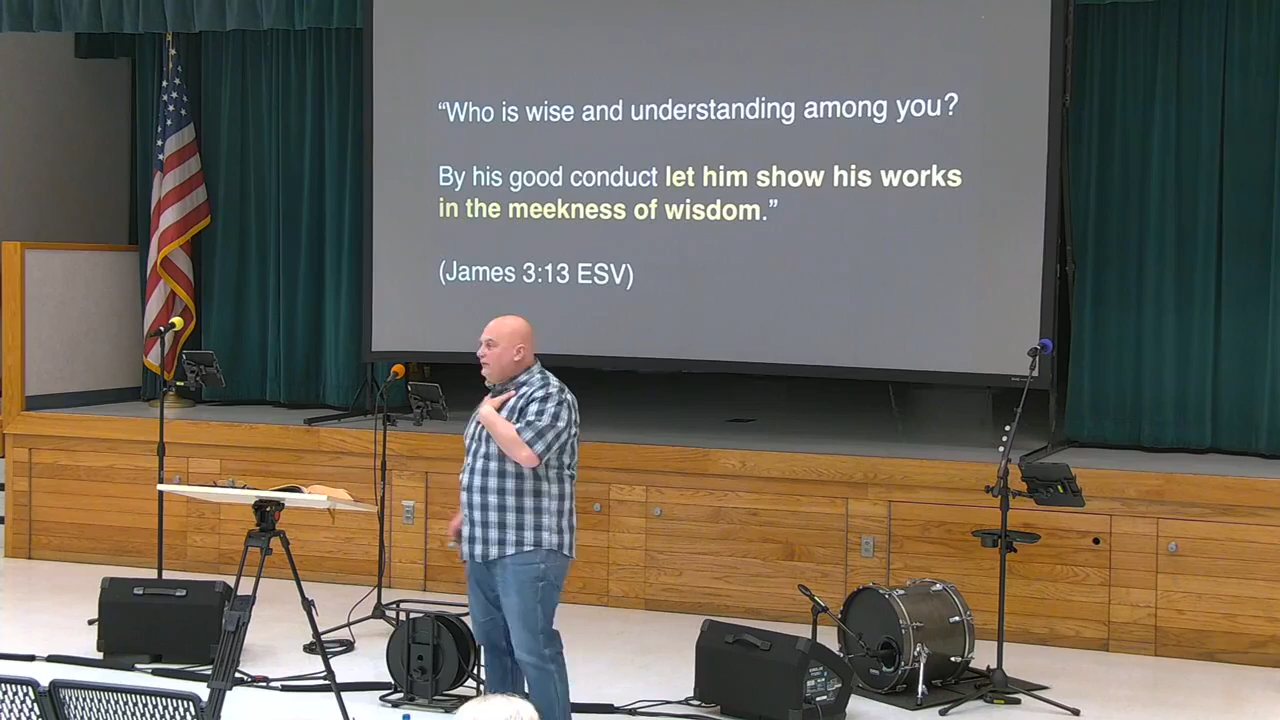 “Who is wise and understanding among you?
By his good conduct let him show his works
in the meekness of wisdom.”
(James 3:13 ESV)